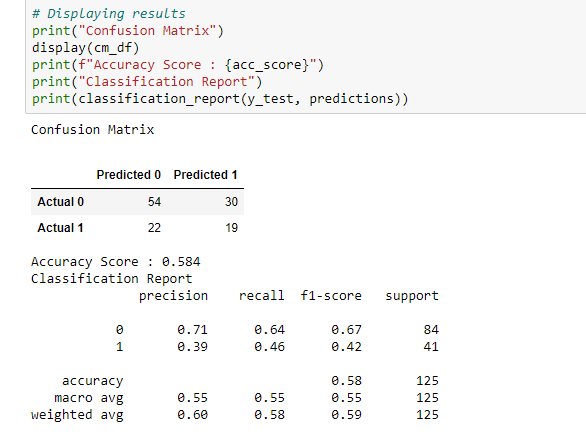 # Displaying results
print("Confusion Matrix")
display(cm_df)
print(f"Accuracy Score : {acc_score}")
print("Classification Report")
print(classification_report(y_test, predictions))
Confusion Matrix
Predicted 0 Predicted 1
Actual 0 54 30
Actual 1 22 19
Accuracy Score : 0.584
Classification Report
precision recall f1-score support
0 0.71 0.64 0.67 84
1 0.39 0.46 0.42 41
accuracy 0.58 125
macro avg 0.55 0.55 0.55 125
weighted avg 0.60 0.58 0.59 125